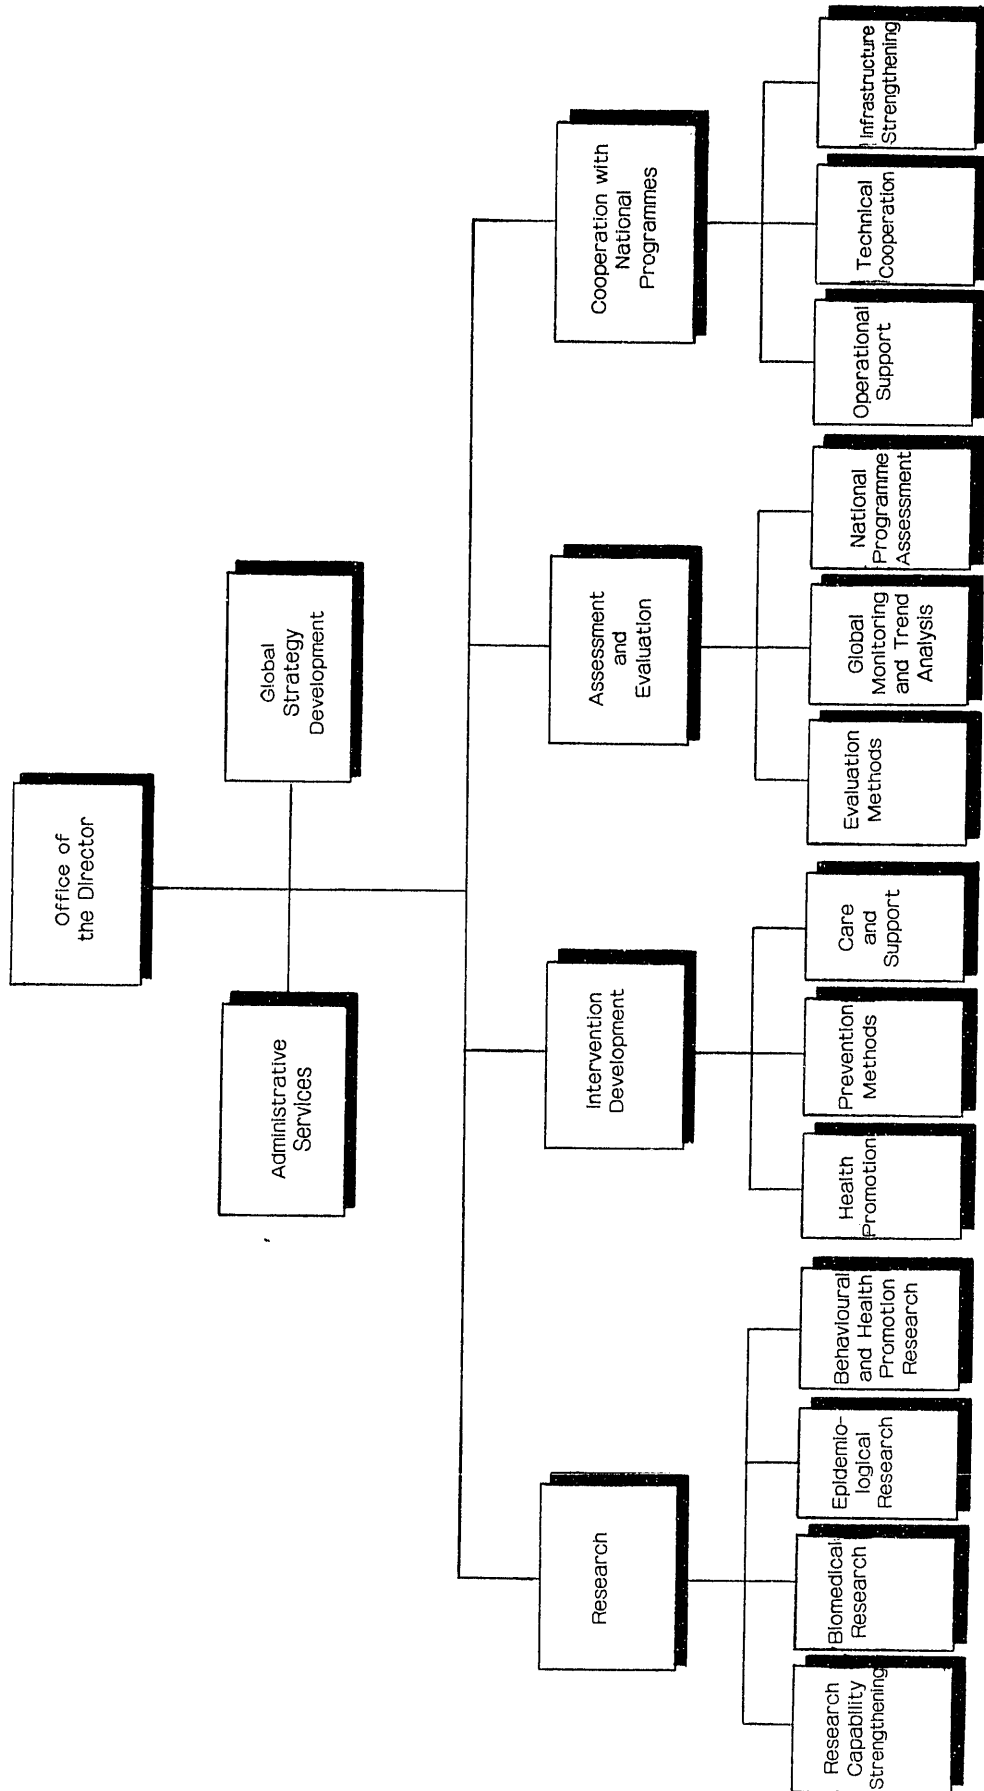 Office of
the Director
Administrative
Services
Global
Strategy
Development
Research
Intervention
Development
Assessment
and
Evaluation
Cooperation with
National
Programmes
Research
Capability
Strengthening
Biomedical
Research
Epidemio-
logical
Research
Behavioural
and Health
Promotion
Research
Health
Promotion
Prevention
Methods
Care
and
Support
Evaluation
Methods
Global
Monitoring
and Trend
Analysis
National
Programme
Assessment
Operational
Support
Technical
Cooperation
Infrastructure
Strengthening